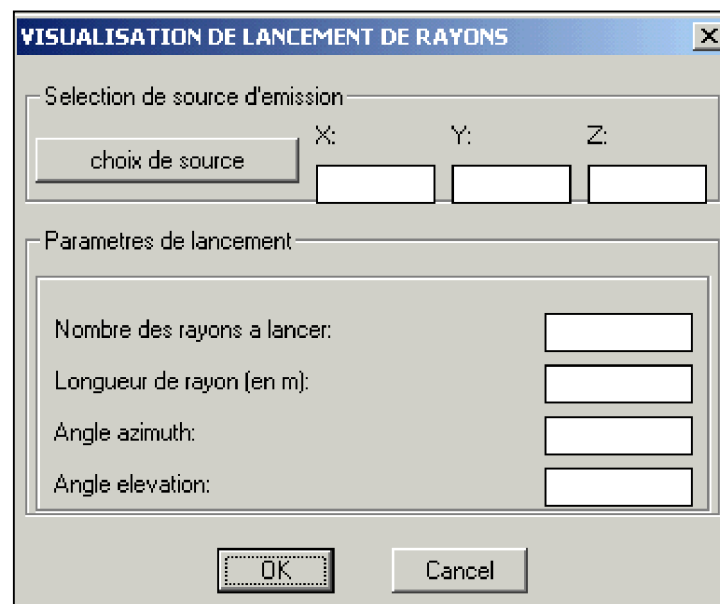 VISUALISATION DE LANCEMENT DE RAYONS
Selection de source d'emission
choix de source X: Y: Z:
Parametres de lancement
Nombre des rayons a lancer:
Longueur de rayon (en m):
Angle azimuth:
Angle elevation:
OK Cancel